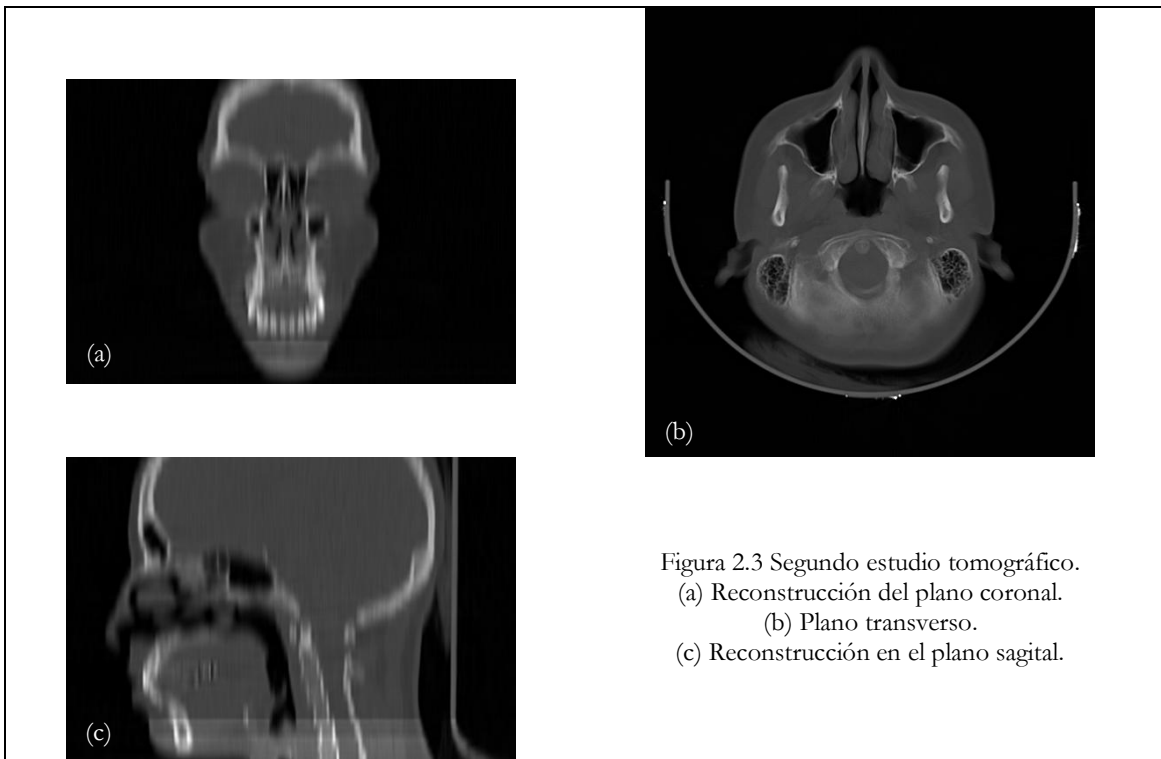 (a)
(b)
(c)
Figura 2.3 Segundo estudio tomográfico.
(a) Reconstrucción del plano coronal.
(b) Plano transverso.
(c) Reconstrucción en el plano sagital.